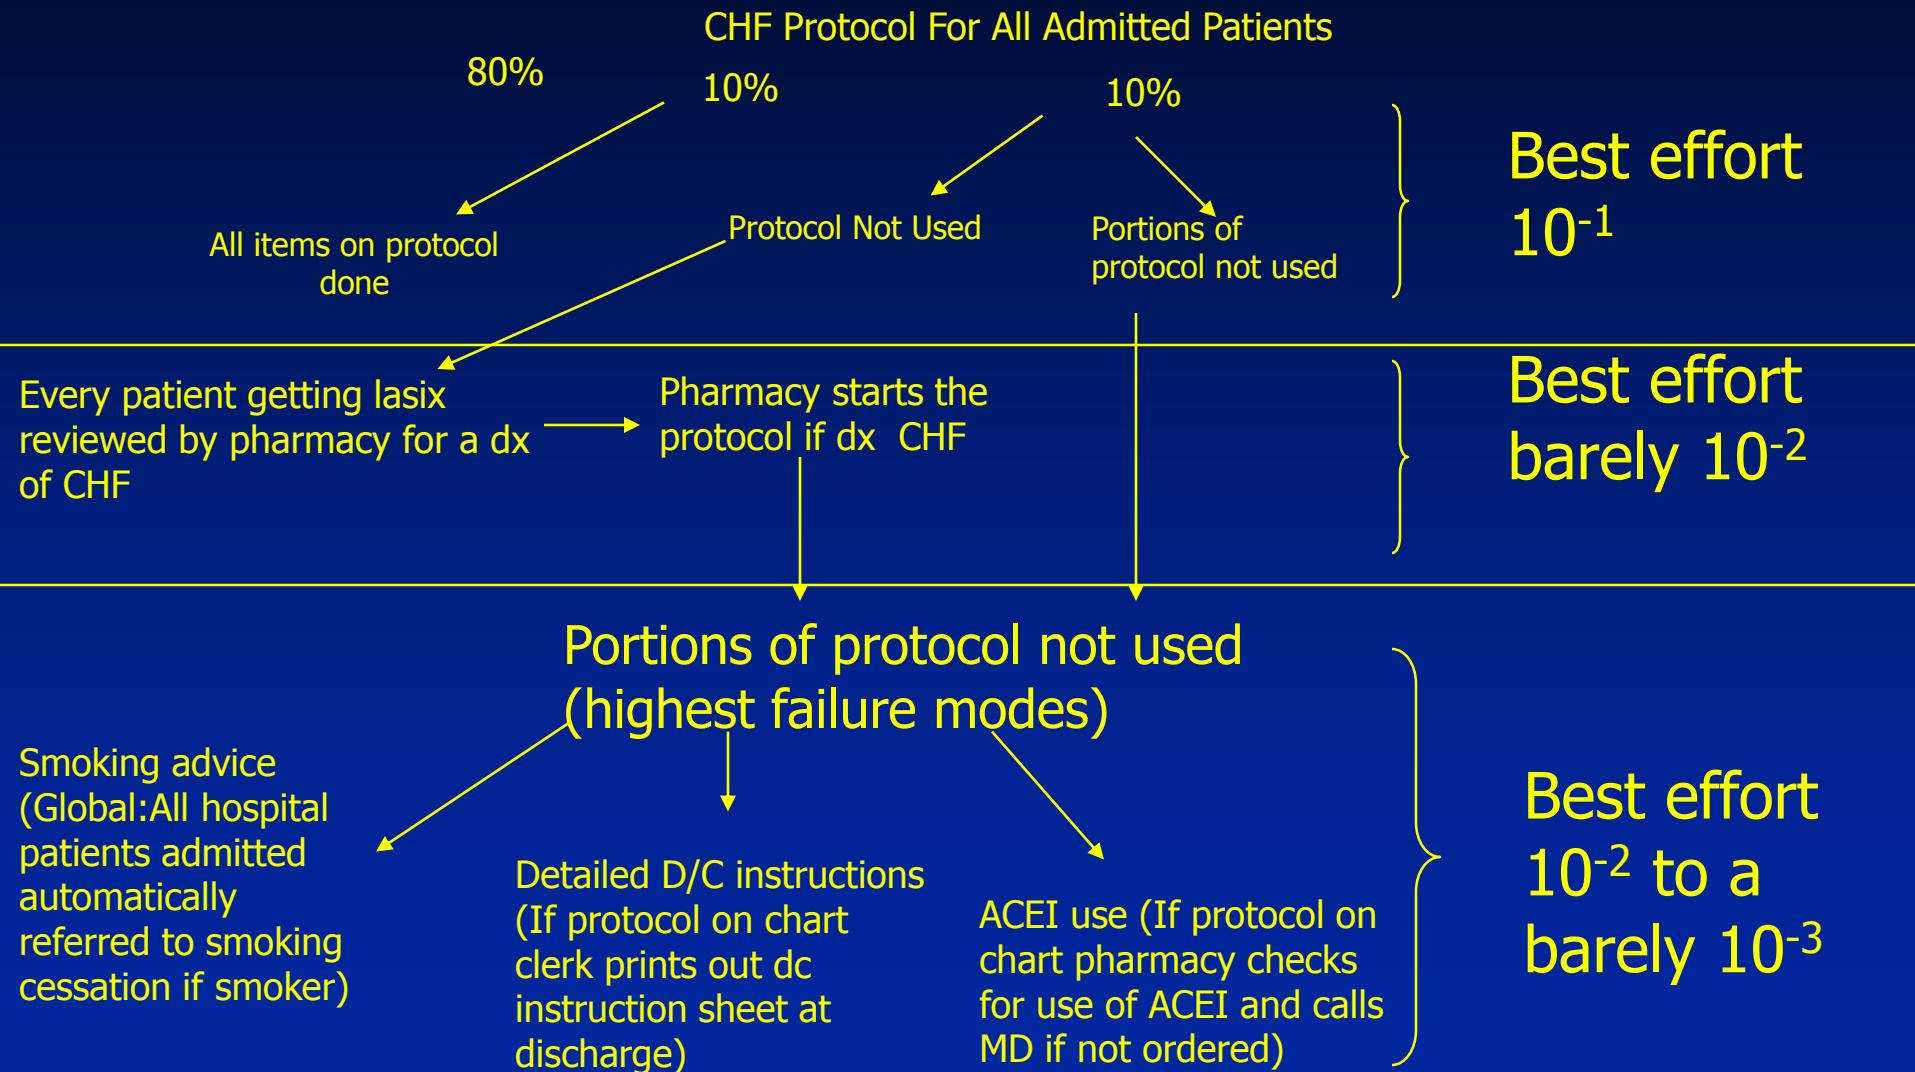 CHF Protocol For All Admitted Patients
80%
10%
10%
Best effort
10⁻¹
All items on protocol
done
Protocol Not Used
Portions of
protocol not used
Every patient getting lasix
reviewed by pharmacy for a dx
of CHF
Pharmacy starts the
protocol if dx  CHF
Best effort
barely 10⁻²
Portions of protocol not used
(highest failure modes)
Smoking advice
(Global:All hospital
patients admitted
automatically
referred to smoking
cessation if smoker)
Detailed D/C instructions
(If protocol on chart
clerk prints out dc
instruction sheet at
discharge)
ACEI use (If protocol on
chart pharmacy checks
for use of ACEI and calls
MD if not ordered)
Best effort
10⁻² to a
barely 10⁻³